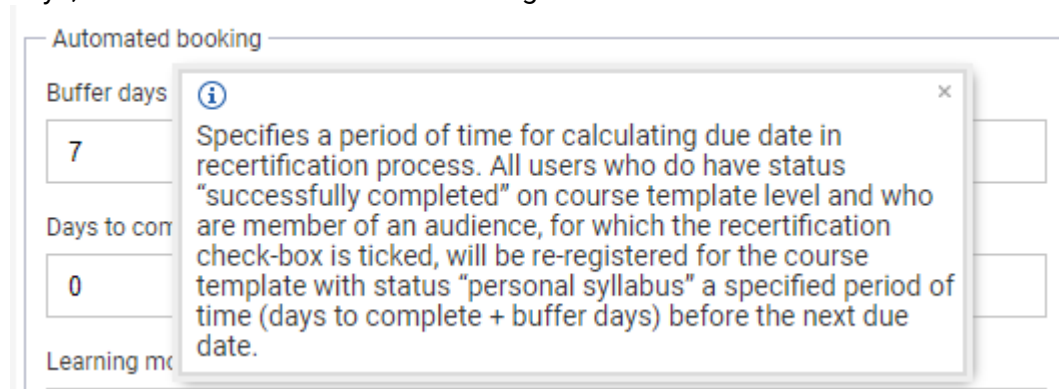 Automated booking
Buffer days
7
Specifies a period of time for calculating due date in
recertification process. All users who do have status
“successfully completed” on course template level and who
are member of an audience, for which the recertification
check-box is ticked, will be re-registered for the course
template with status “personal syllabus” a specified period of
time (days to complete + buffer days) before the next due
date.
Days to com
0
Learning mo